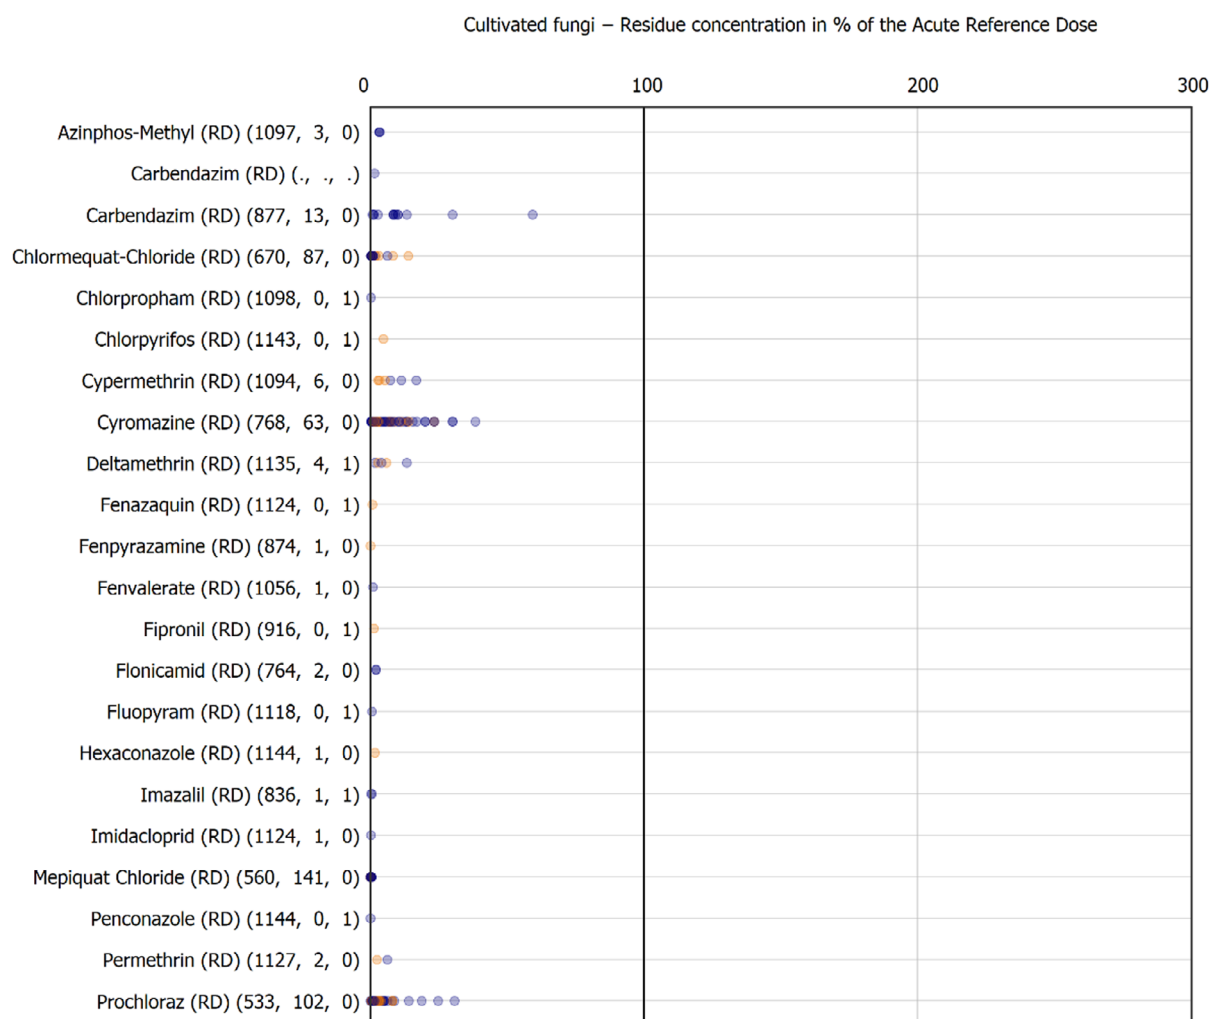 Cultivated fungi – Residue concentration in % of the Acute Reference Dose
0 100 200 300
Azinphos-Methyl (RD) (1097, 3, 0)
Carbendazim (RD) (., ., .)
Carbendazim (RD) (877, 13, 0)
Chlormequat-Chloride (RD) (670, 87, 0)
Chlorpropham (RD) (1098, 0, 1)
Chlorpyrifos (RD) (1143, 0, 1)
Cypermethrin (RD) (1094, 6, 0)
Cyromazine (RD) (768, 63, 0)
Deltamethrin (RD) (1135, 4, 1)
Fenazaquin (RD) (1124, 0, 1)
Fenpyrazamine (RD) (874, 1, 0)
Fenvalerate (RD) (1056, 1, 0)
Fipronil (RD) (916, 0, 1)
Flonicamid (RD) (764, 2, 0)
Fluopyram (RD) (1118, 0, 1)
Hexaconazole (RD) (1144, 1, 0)
Imazalil (RD) (836, 1, 1)
Imidacloprid (RD) (1124, 1, 0)
Mepiquat Chloride (RD) (560, 141, 0)
Penconazole (RD) (1144, 0, 1)
Permethrin (RD) (1127, 2, 0)
Prochloraz (RD) (533, 102, 0)